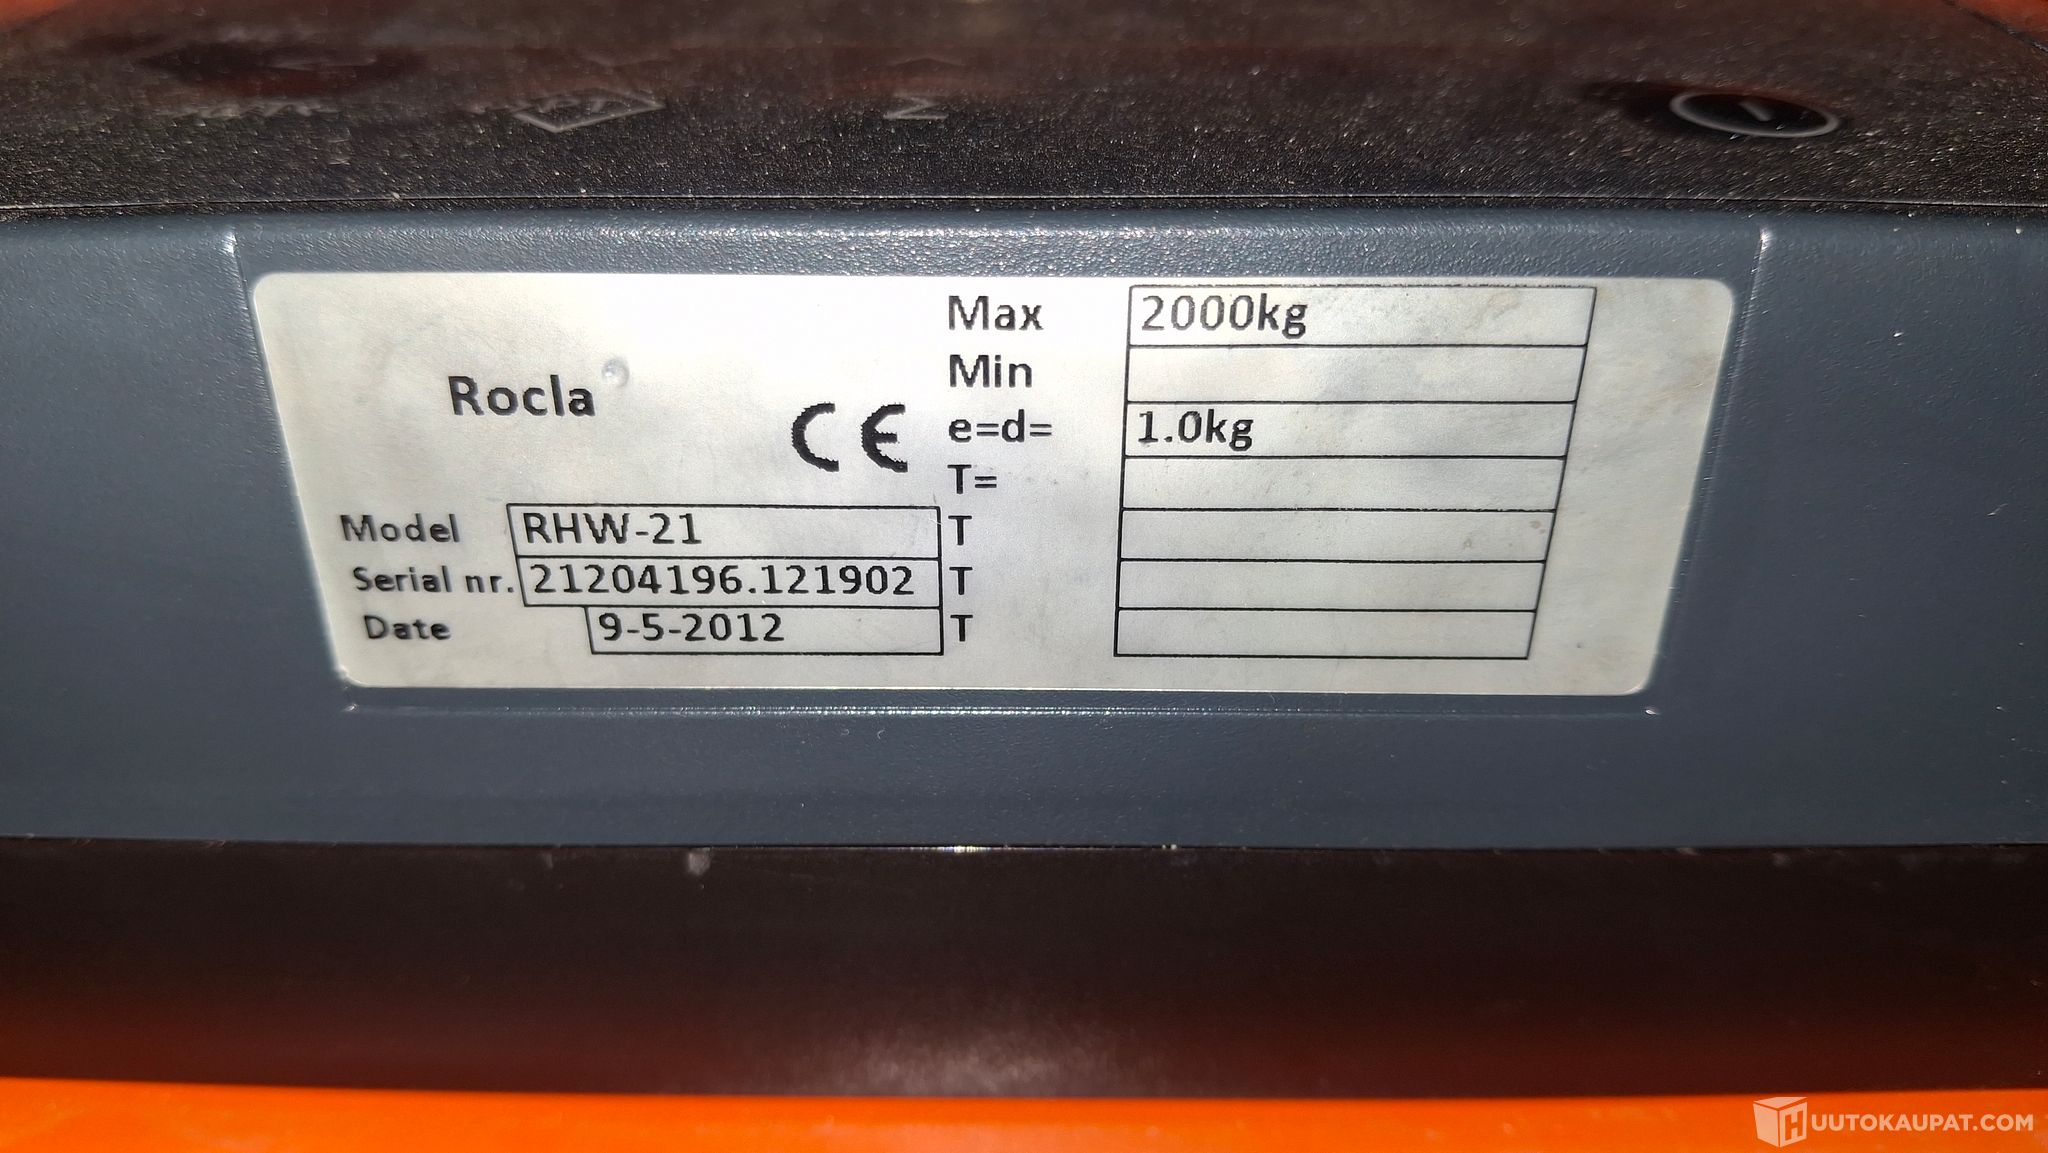 Rocla
CE
Model RHW-21
Serial nr. 21204196.121902
Date 9-5-2012
Max 2000kg
Min
e=d= 1.0kg
T=
T
T
T
HUUTOKAUPAT.COM